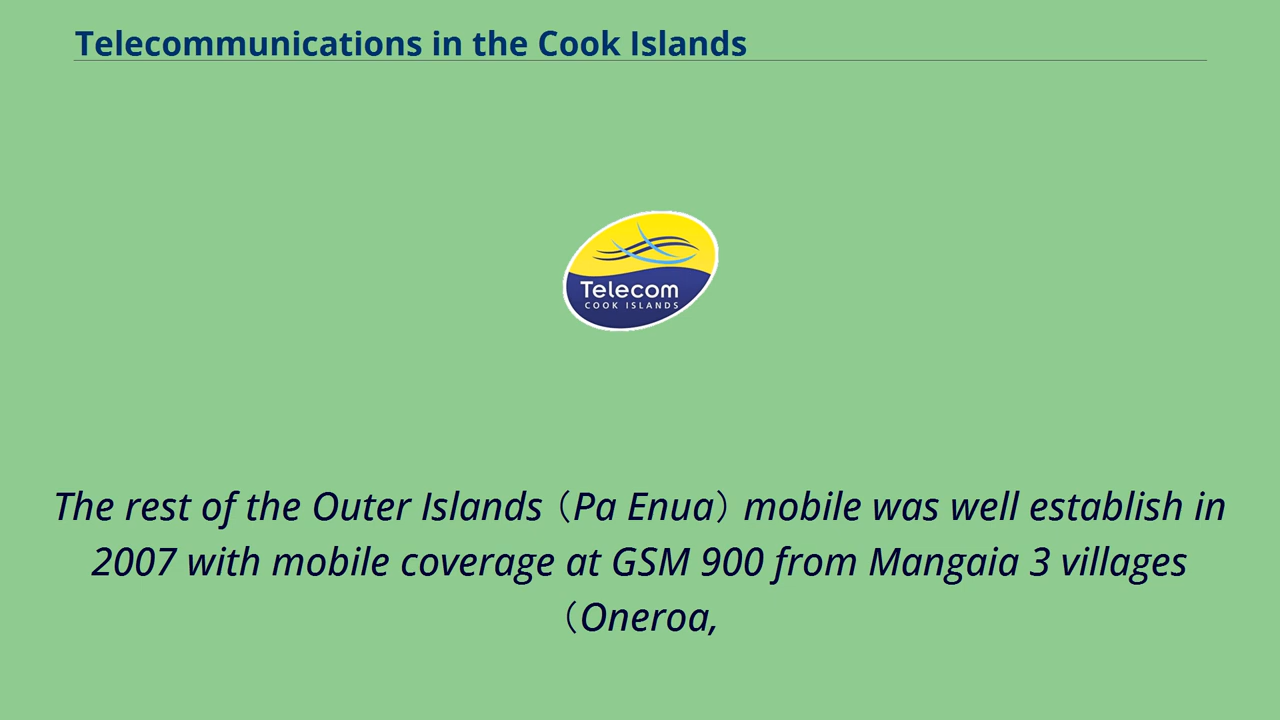 Telecommunications in the Cook Islands
Telecom
COOK ISLANDS
The rest of the Outer Islands（Pa Enua）mobile was well establish in
2007 with mobile coverage at GSM 900 from Mangaia 3 villages
（Oneroa,